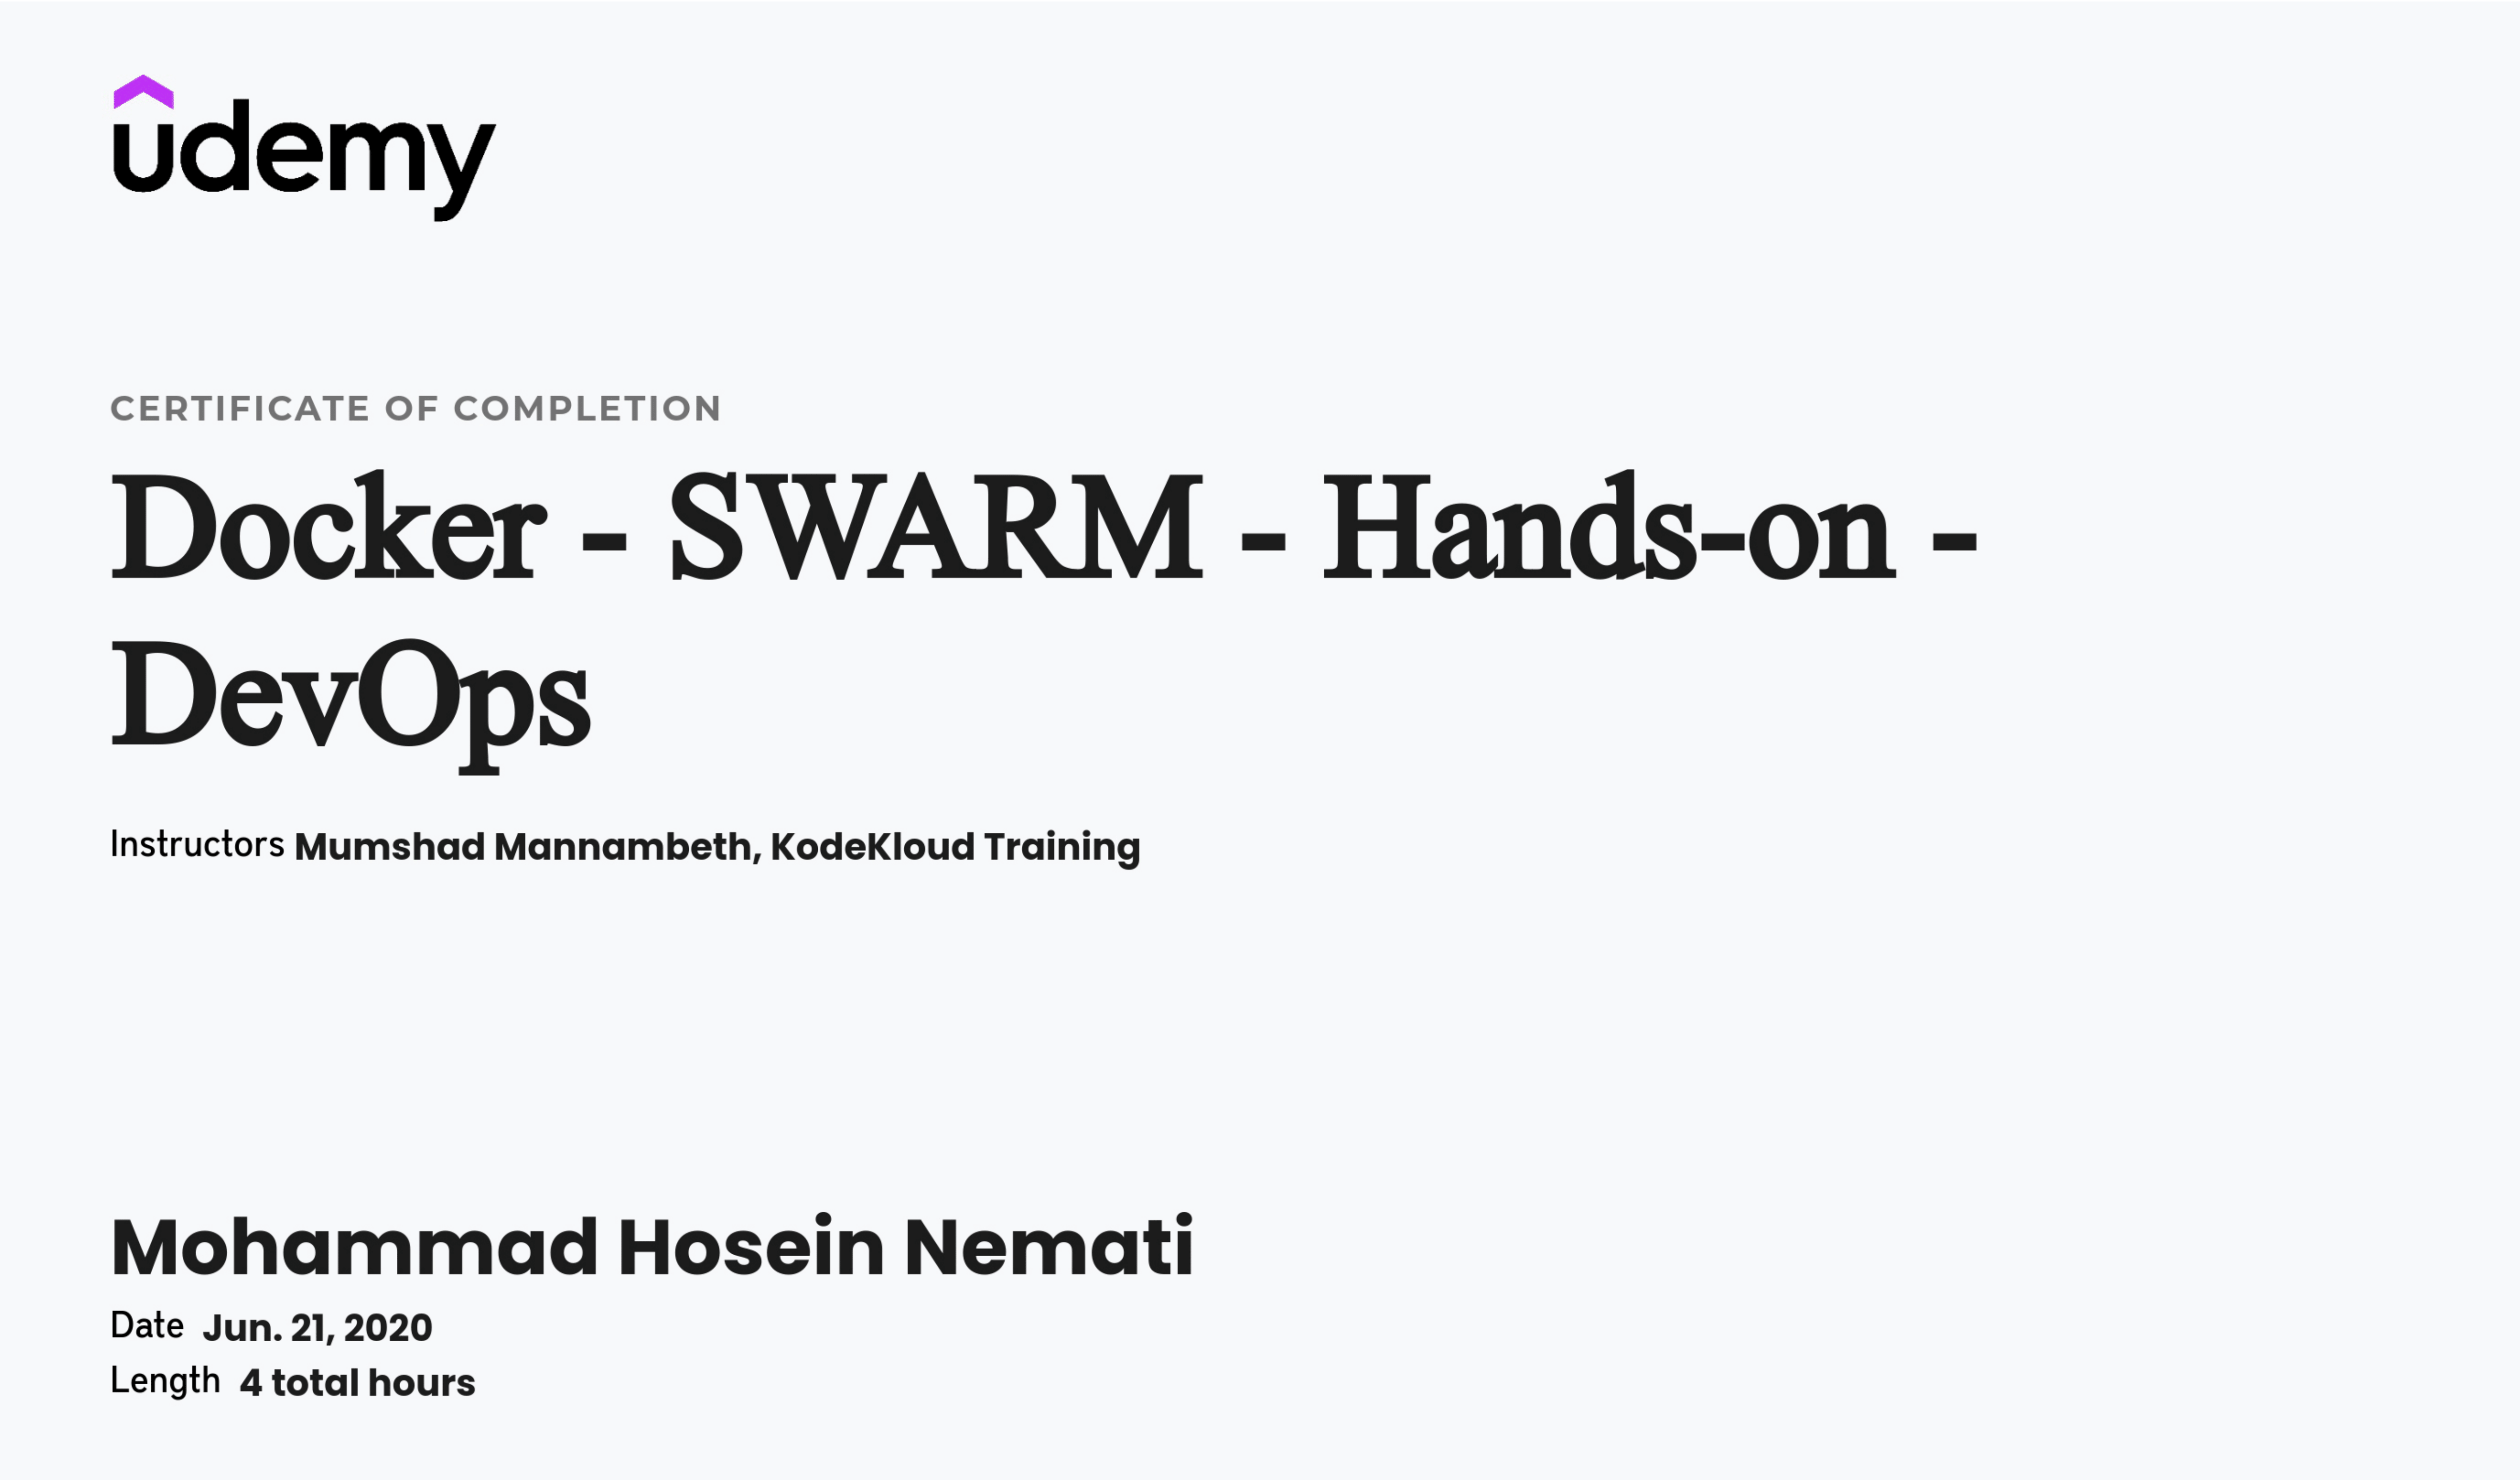 udemy
CERTIFICATE OF COMPLETION
Docker - SWARM - Hands-on -
DevOps
Instructors Mumshad Mannambeth, KodeKloud Training
Mohammad Hosein Nemati
Date Jun. 21, 2020
Length 4 total hours